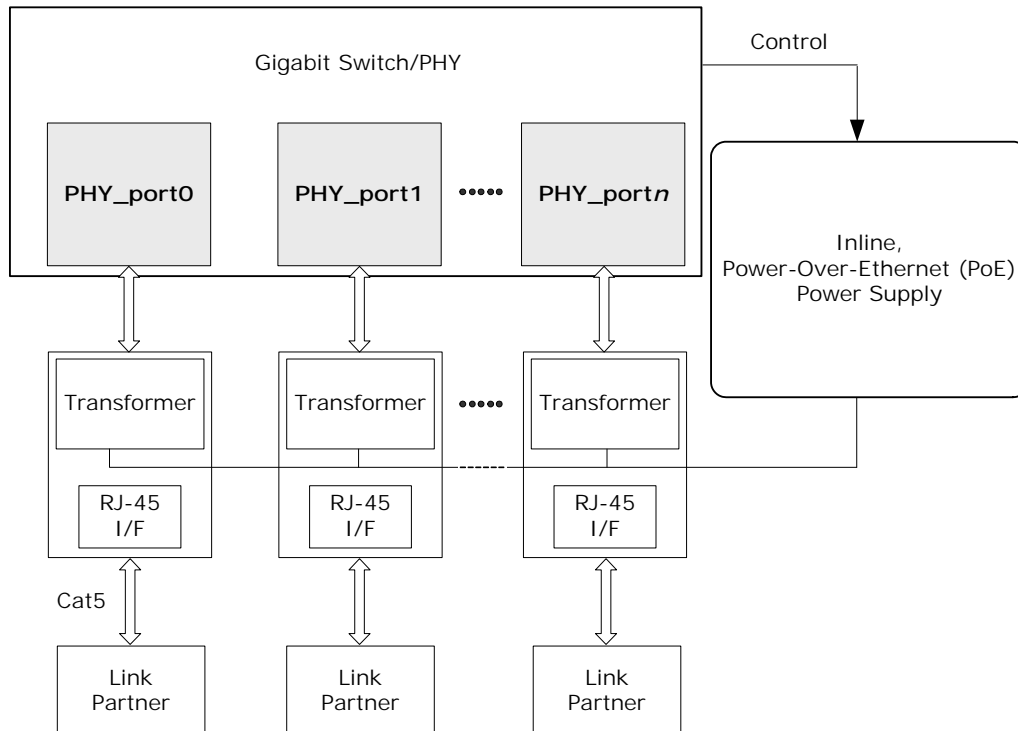 Control
Gigabit Switch/PHY
PHY_port0
PHY_port1
PHY_portn
Inline,
Power-Over-Ethernet (PoE)
Power Supply
Transformer
Transformer
Transformer
RJ-45
I/F
RJ-45
I/F
RJ-45
I/F
Cat5
Link
Partner
Link
Partner
Link
Partner